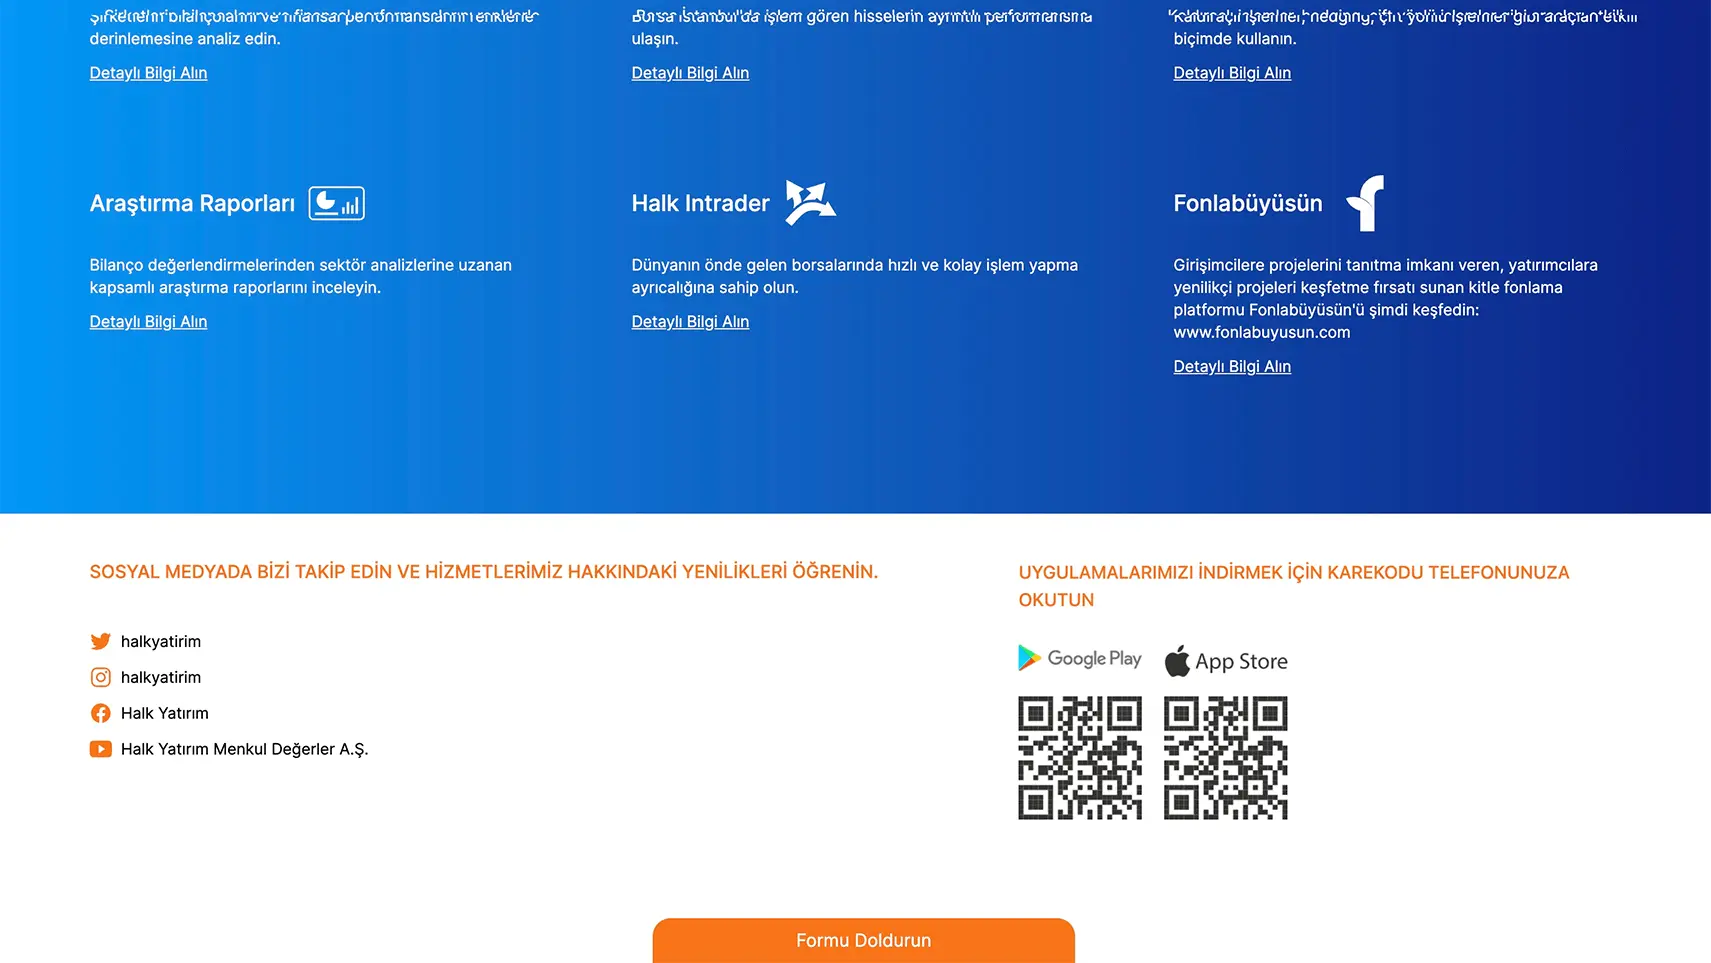 derinlemesine analiz edin.
Detaylı Bilgi Alın
Borsa İstanbul'da işlem gören hisselerin ayrıntılı performansına
ulaşın.
Detaylı Bilgi Alın
biçimde kullanın.
Detaylı Bilgi Alın
Araştırma Raporları
Bilanço değerlendirmelerinden sektör analizlerine uzanan
kapsamlı araştırma raporlarını inceleyin.
Detaylı Bilgi Alın
Halk Intrader
Dünyanın önde gelen borsalarında hızlı ve kolay işlem yapma
ayrıcalığına sahip olun.
Detaylı Bilgi Alın
Fonlabüyüsün
Girişimcilere projelerini tanıtma imkanı veren, yatırımcılara
yenilikçi projeleri keşfetme fırsatı sunan kitle fonlama
platformu Fonlabüyüsün'ü şimdi keşfedin:
www.fonlabuyusun.com
Detaylı Bilgi Alın
SOSYAL MEDYADA BİZİ TAKİP EDİN VE HİZMETLERİMİZ HAKKINDAKİ YENİLİKLERİ ÖĞRENİN.
halkyatirim
halkyatirim
Halk Yatırım
Halk Yatırım Menkul Değerler A.Ş.
UYGULAMALARIMIZI İNDİRMEK İÇİN KAREKODU TELEFONUNUZA
OKUTUN
Google Play
App Store
Formu Doldurun